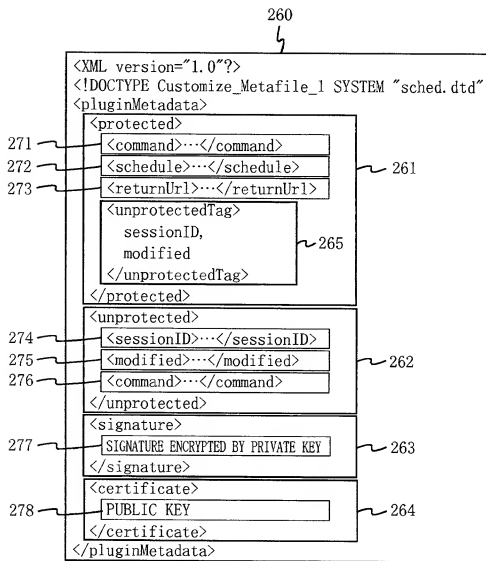 260
<XML version="1.0"?>
<!DOCTYPE Customize_Metafile_1 SYSTEM "sched.dtd"
<pluginMetadata>
<protected>
271 <command>…</command>
272 <schedule>…</schedule> 261
273 <returnUrl>…</returnUrl>
<unprotectedTag>
sessionID, 265
modified
</unprotectedTag>
</protected>
<unprotected>
274 <sessionID>…</sessionID>
275 <modified>…</modified> 262
276 <command>…</command>
</unprotected>
<signature>
277 SIGNATURE ENCRYPTED BY PRIVATE KEY 263
</signature>
<certificate>
278 PUBLIC KEY 264
</certificate>
</pluginMetadata>